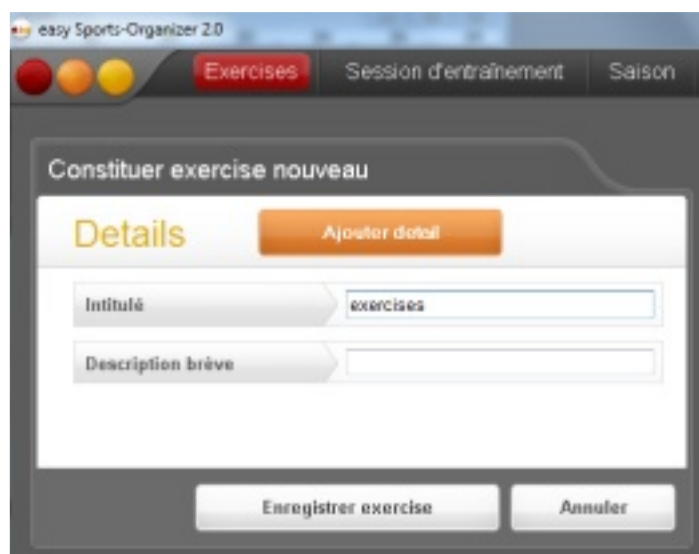 easy Sports-Organizer 2.0
Exercises Session d'entraînement Saison
Constituer exercise nouveau
Details Ajouter detail
Intitulé exercises
Description brève
Enregistrer exercise Annuler